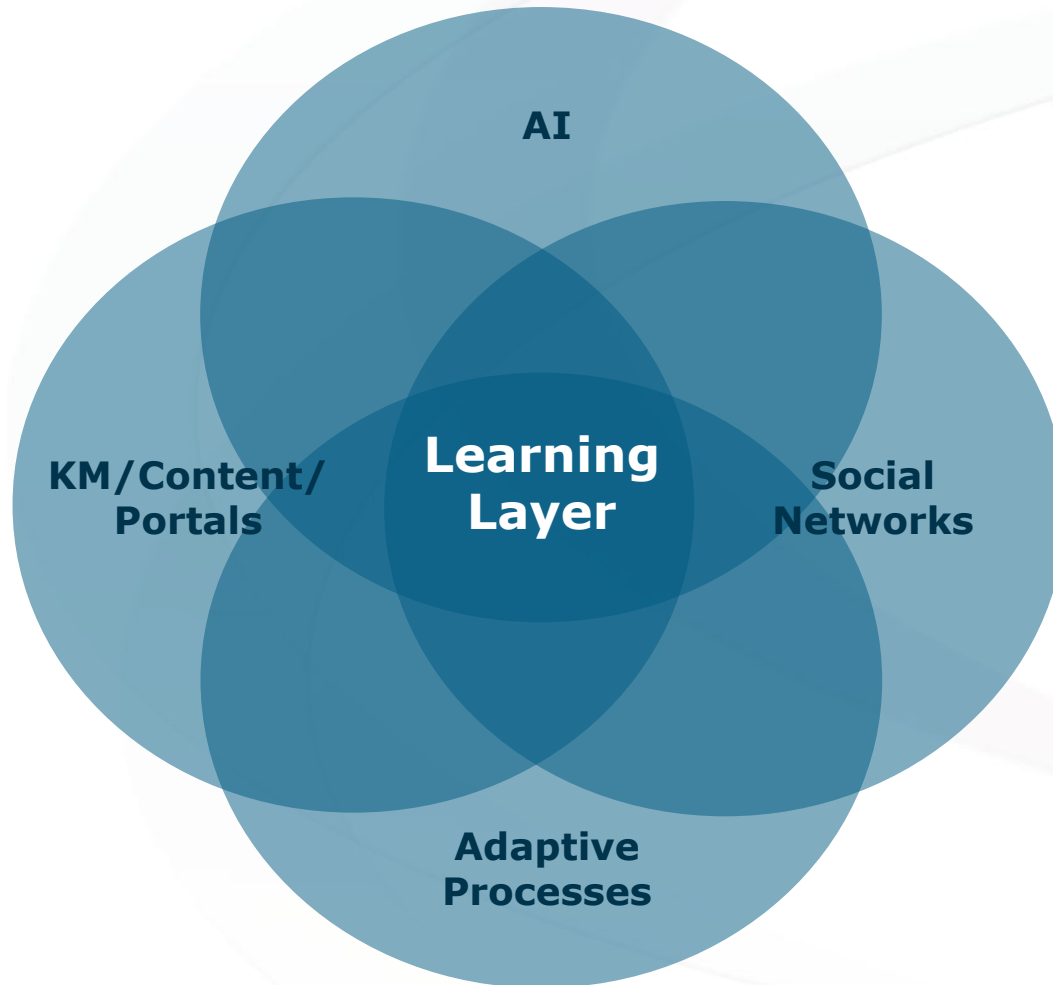 AI
KM/Content/
Portals
Learning
Layer
Social
Networks
Adaptive
Processes